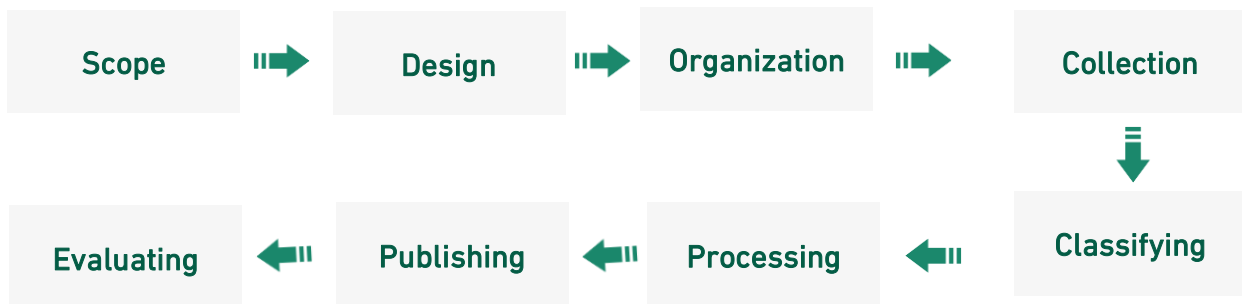 Scope
Design
Organization
Collection
Classifying
Processing
Publishing
Evaluating